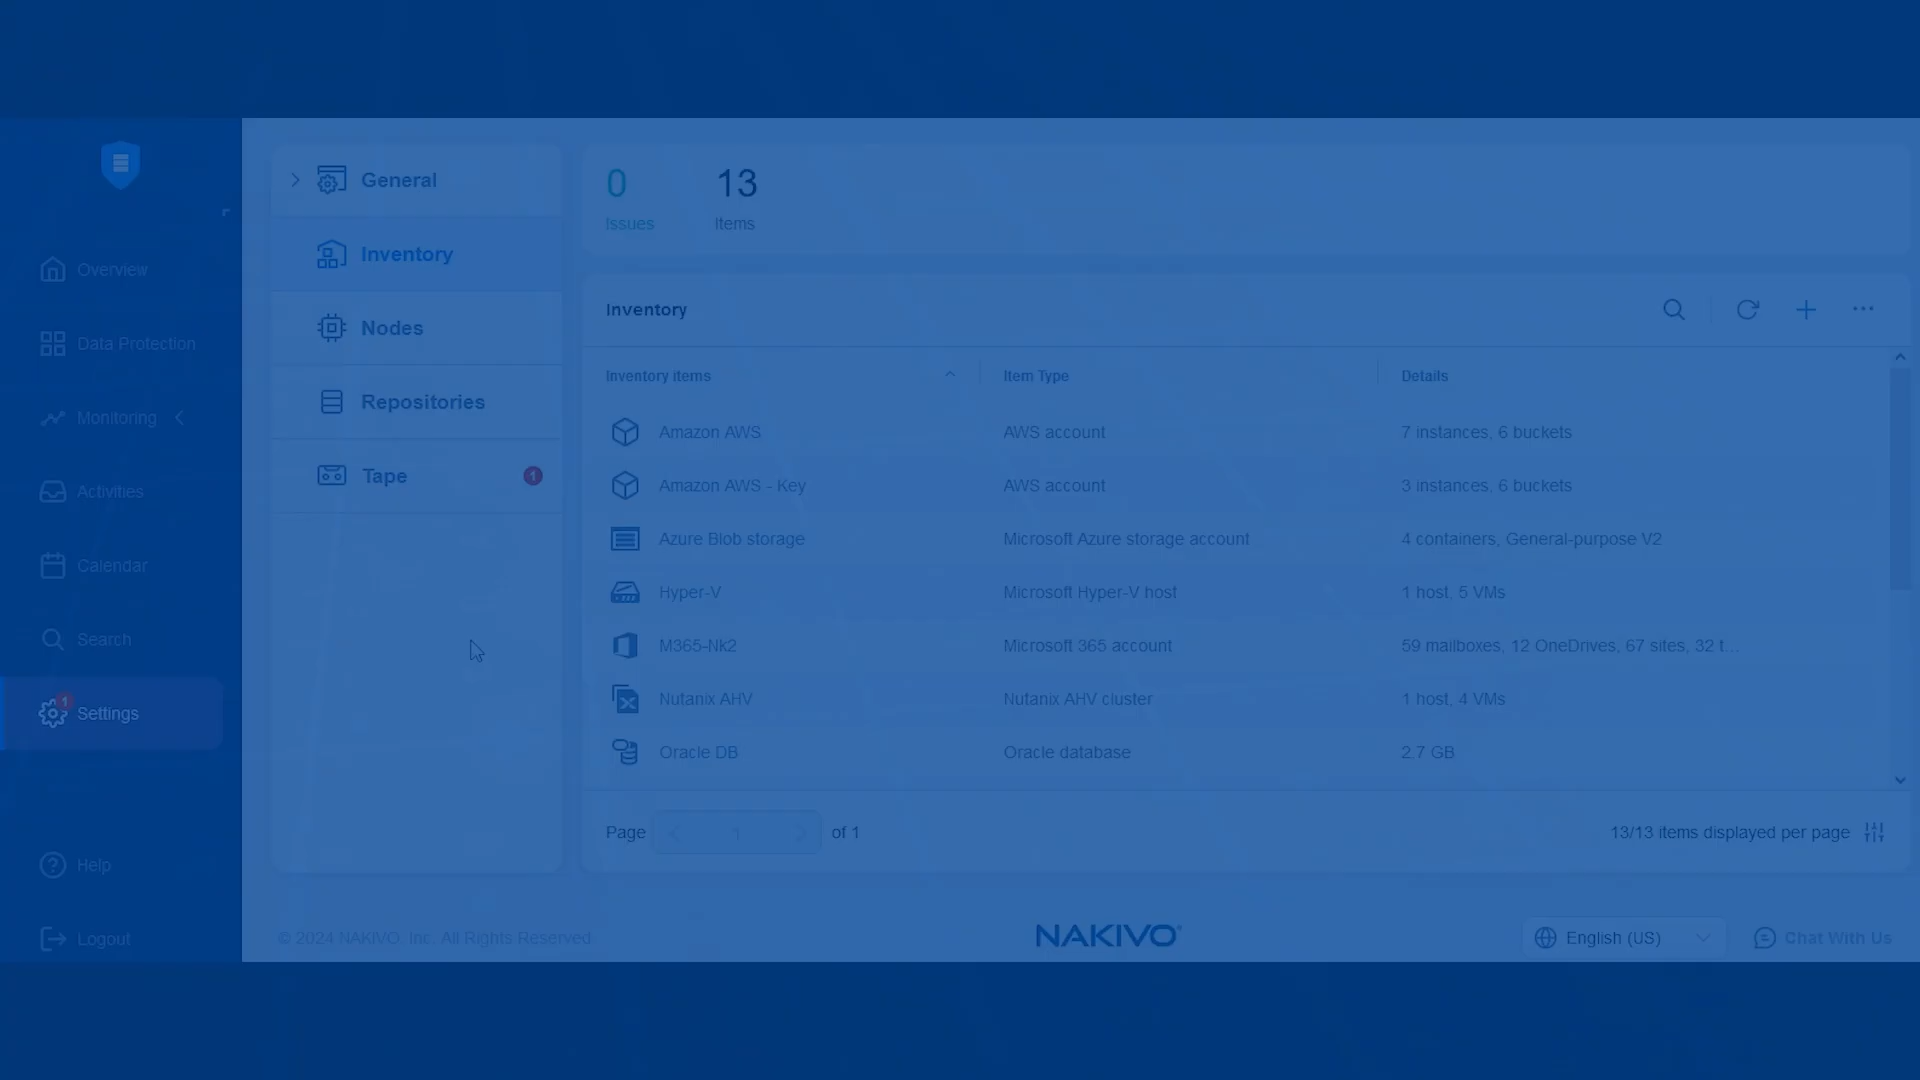 Overview
Data Protection
Monitoring
Activities
Calendar
Search
1
Settings
Help
Logout
General
Inventory
Nodes
Repositories
Tape
1
0
Issues
13
Items
Inventory
Inventory items
Item Type
Details
Amazon AWS
AWS account
7 instances, 6 buckets
Amazon AWS - Key
AWS account
3 instances, 6 buckets
Azure Blob storage
Microsoft Azure storage account
4 containers, General-purpose V2
Hyper-V
Microsoft Hyper-V host
1 host, 5 VMs
M365-Nk2
Microsoft 365 account
59 mailboxes, 12 OneDrives, 67 sites, 32 t...
Nutanix AHV
Nutanix AHV cluster
1 host, 4 VMs
Oracle DB
Oracle database
2.7 GB
Page 1 of 1
13/13 items displayed per page
© 2024 NAKIVO, Inc. All Rights Reserved.
NAKIVO®
English (US)
Chat With Us